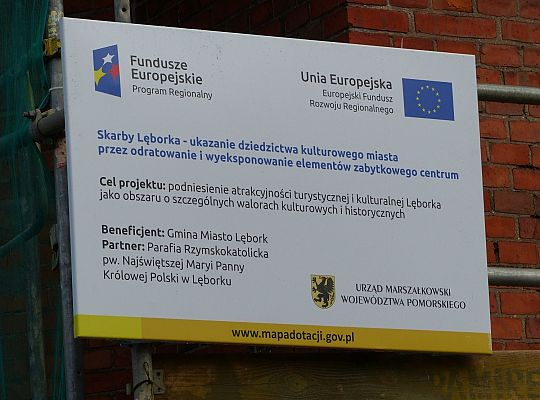 Fundusze
Europejskie
Program Regionalny
Unia Europejska
Europejski Fundusz
Rozwoju Regionalnego
Skarby Lęborka - ukazanie dziedzictwa kulturowego miasta
przez odratowanie i wyeksponowanie elementów zabytkowego centrum
Cel projektu: podniesienie atrakcyjności turystycznej i kulturalnej Lęborka
jako obszaru o szczególnych walorach kulturowych i historycznych
Beneficjent: Gmina Miasto Lębork
Partner: Parafia Rzymskokatolicka
pw. Najświętszej Maryi Panny
Królowej Polski w Lęborku
URZĄD MARSZAŁKOWSKI
WOJEWÓDZTWA POMORSKIEGO
www.mapadotacji.gov.pl